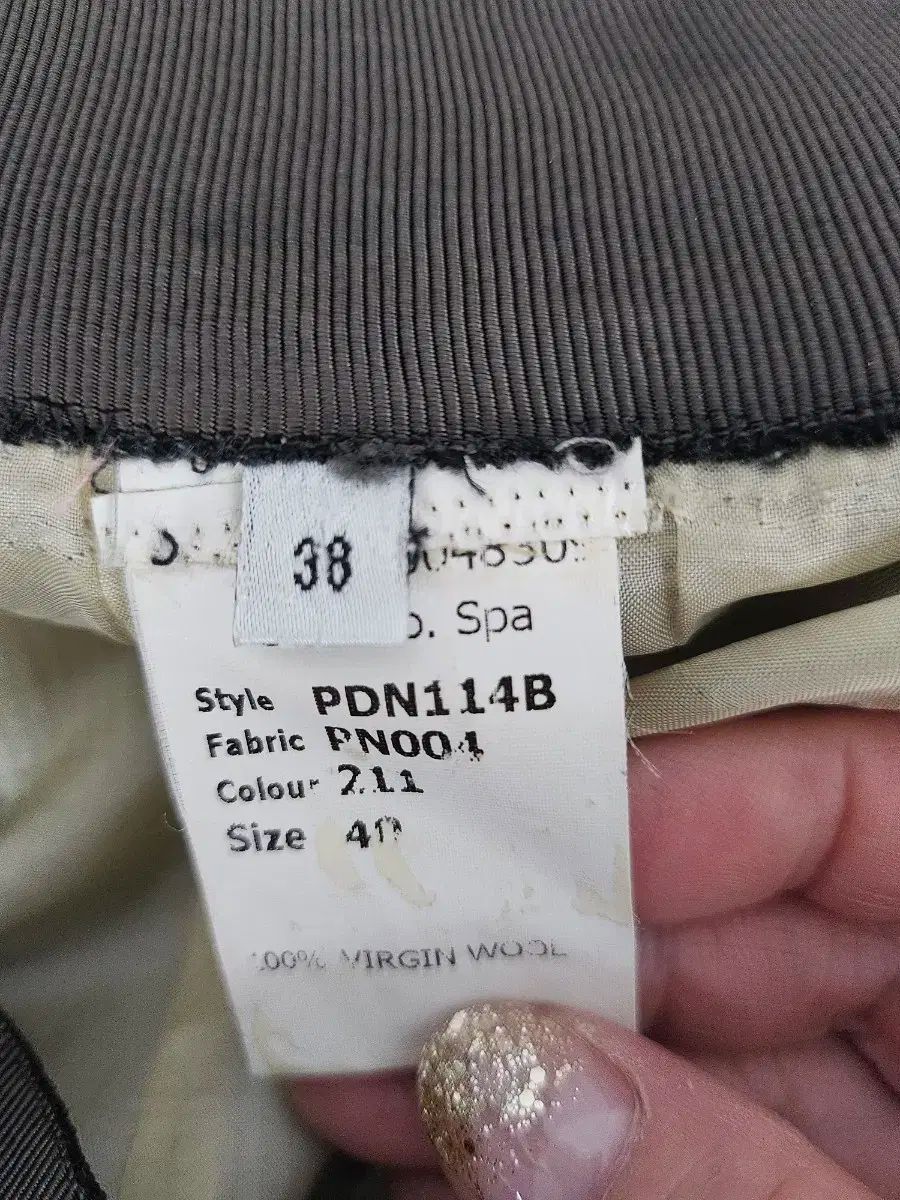 38
Spa
Style PDN114B
Fabric PN004
Colour 211
Size 40
100% VIRGIN WOOL